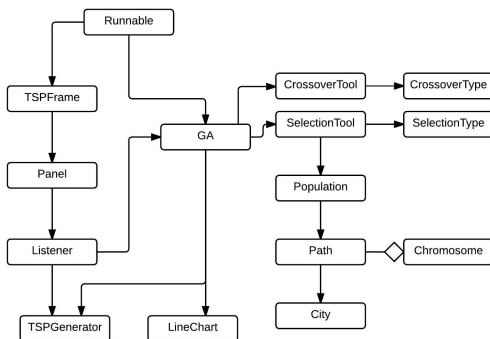 Runnable
TSPFrame
CrossoverTool
CrossoverType
GA
SelectionTool
SelectionType
Panel
Population
Listener
Path
Chromosome
TSPGenerator
LineChart
City